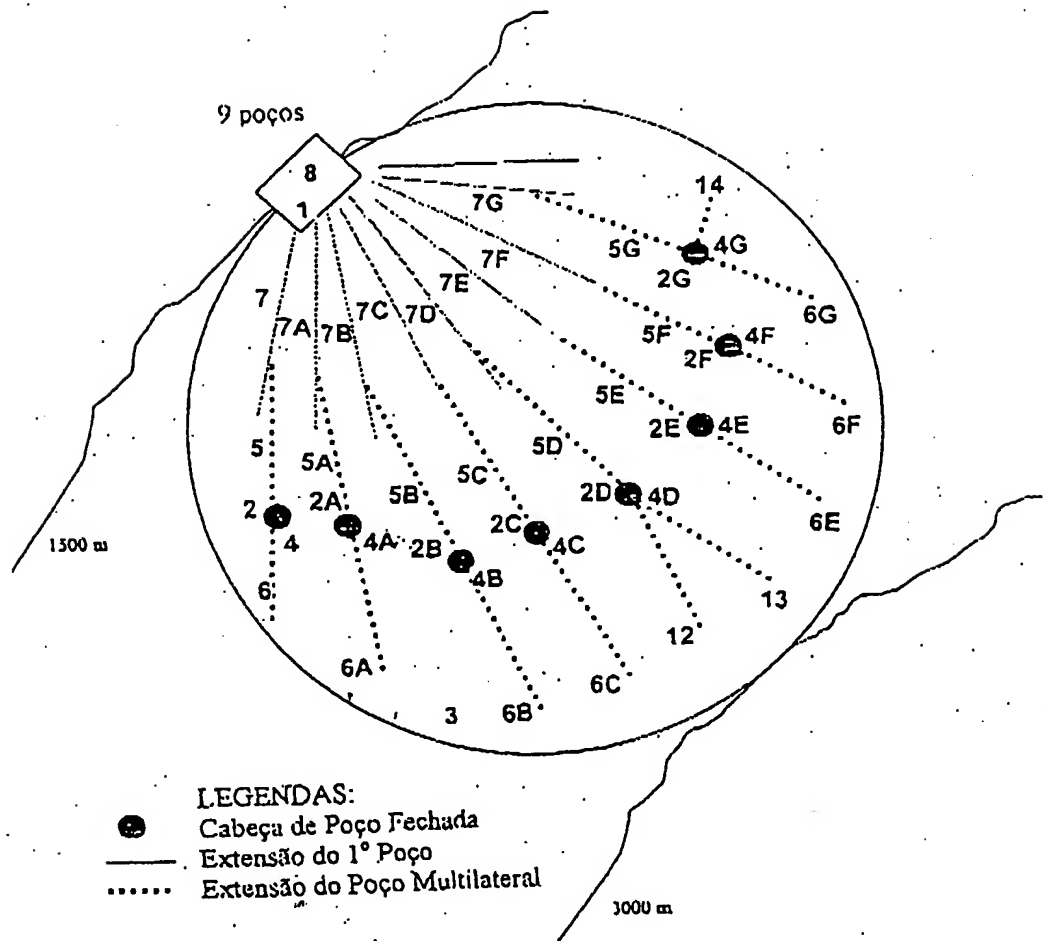 9 poços
8
1
14
7G
5G
4G
2G
7F
6G
7E
7
7C
7D
5F
4F
2F
7A
7B
5E
6F
2E
4E
5
5A
5D
5C
5B
2D
4D
6E
2
2A
2C
4
4A
2B
4C
1500 m
4B
6
13
12
6A
6C
3
6B
LEGENDAS:
Cabeça de Poço Fechada
Extensão do 1º Poço
Extensão do Poço Multilateral
3000 m